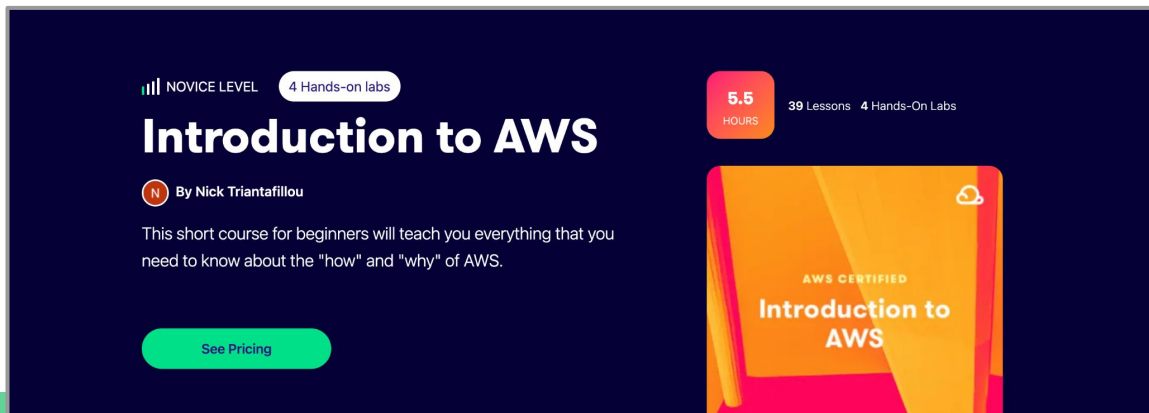 NOVICE LEVEL
4 Hands-on labs
Introduction to AWS
N
By Nick Triantafillou
This short course for beginners will teach you everything that you
need to know about the "how" and "why" of AWS.
See Pricing
5.5
HOURS
39 Lessons 4 Hands-On Labs
AWS CERTIFIED
Introduction to
AWS